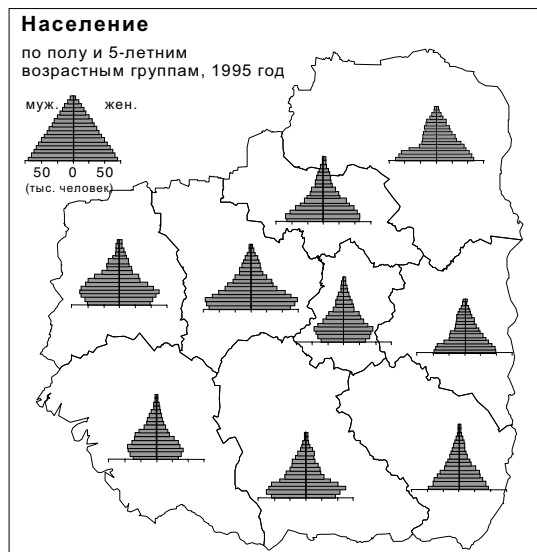 Население
по полу и 5-летним
возрастным группам, 1995 год
муж. жен.
50 0 50
(тыс. человек)